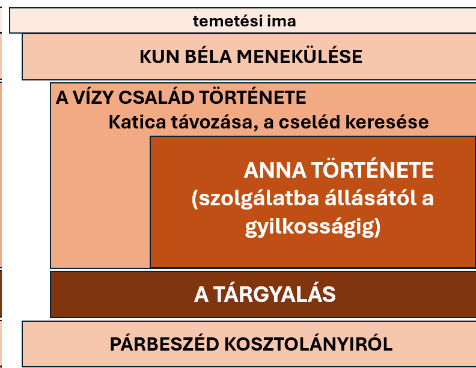 temetési ima
KUN BÉLA MENEKÜLÉSE
A VÍZY CSALÁD TÖRTÉNETE
Katica távozása, a cseléd keresése
ANNA TÖRTÉNETE
(szolgálatba állásától a
gyilkosságig)
A TÁRGYALÁS
PÁRBESZÉD KOSZTOLÁNYIRÓL